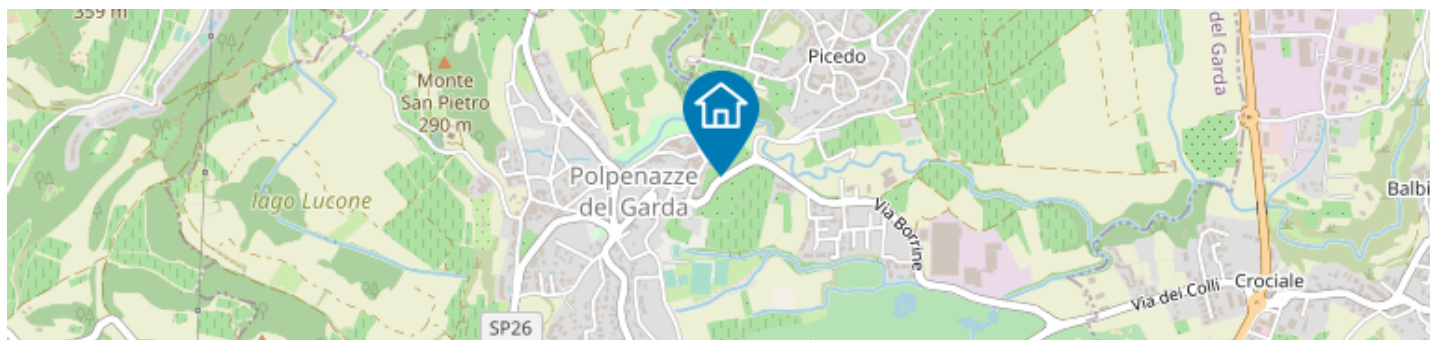 359 m
Monte
San Pietro
290 m
Picedo
del Garda
lago Lucone
Polpenazze
del Garda
Via Borrine
Balbi
Via dei Colli
Crociale
SP26